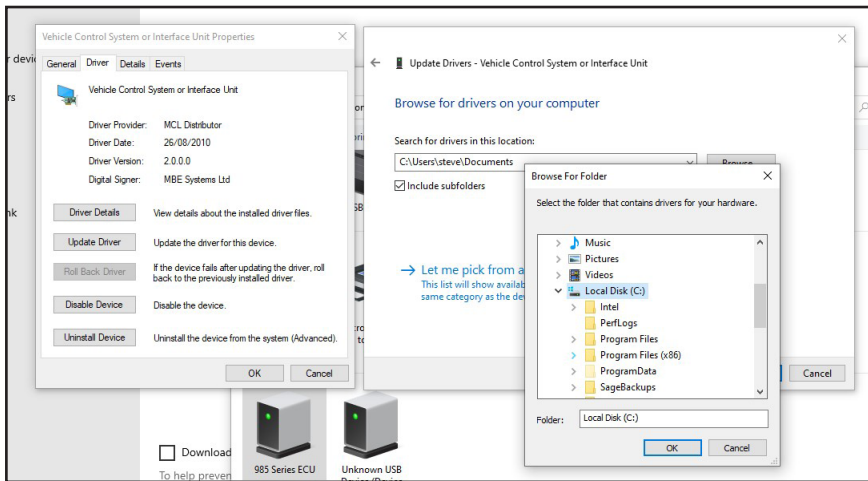 Vehicle Control System or Interface Unit Properties
General Driver Details Events
Vehicle Control System or Interface Unit
Driver Provider: MCL Distributor
Driver Date: 26/08/2010
Driver Version: 2.0.0.0
Digital Signer: MBE Systems Ltd
Driver Details View details about the installed driver files.
Update Driver Update the driver for this device.
Roll Back Driver If the device fails after updating the driver, roll
back to the previously installed driver.
Disable Device Disable the device.
Uninstall Device Uninstall the device from the system (Advanced).
OK Cancel
Update Drivers - Vehicle Control System or Interface Unit
Browse for drivers on your computer
Search for drivers in this location:
C:\Users\steve\Documents
Browse...
Include subfolders
Let me pick from a
This list will show availab
same category as the dev
Cancel
Browse For Folder
Select the folder that contains drivers for your hardware.
Music
Pictures
Videos
Local Disk (C:)
Intel
PerfLogs
Program Files
Program Files (x86)
ProgramData
SageBackups
Folder: Local Disk (C:)
OK Cancel
985 Series ECU
Unknown USB
Download
To help preven